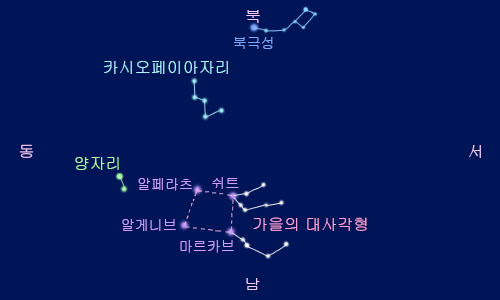 북
북극성
카시오페이아자리
동
서
양자리
알페라츠
쉬트
알게니브
가을의 대사각형
마르카브
남